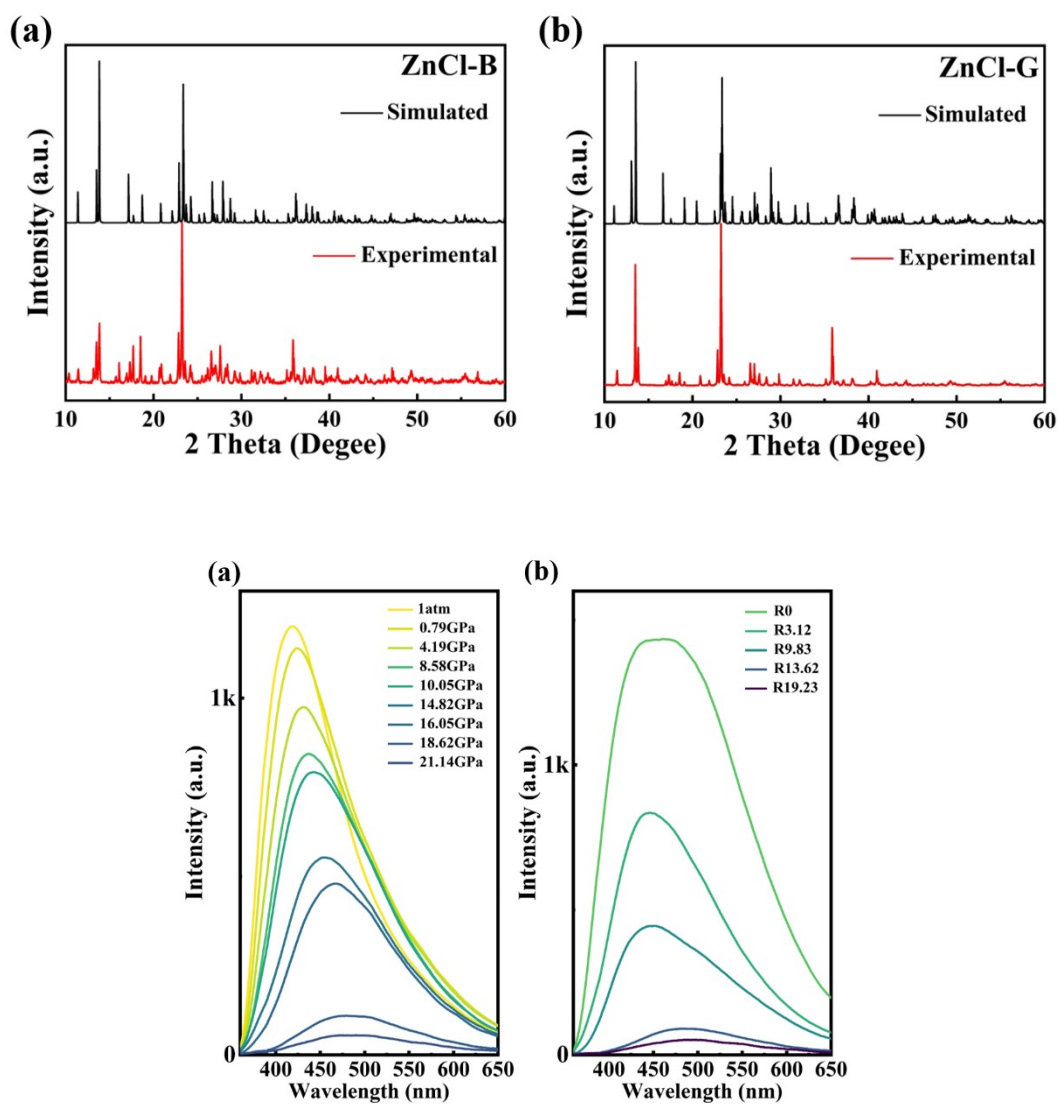 (a)
ZnCl-B
Simulated
Experimental
Intensity (a.u.)
10 20 30 40 50 60
2 Theta (Degee)
(b)
ZnCl-G
Simulated
Experimental
Intensity (a.u.)
10 20 30 40 50 60
2 Theta (Degee)
(a)
1atm
0.79GPa
4.19GPa
8.58GPa
10.05GPa
14.82GPa
16.05GPa
18.62GPa
21.14GPa
1k
Intensity (a.u.)
0
400 450 500 550 600 650
Wavelength (nm)
(b)
R0
R3.12
R9.83
R13.62
R19.23
1k
Intensity (a.u.)
0
400 450 500 550 600 650
Wavelength (nm)